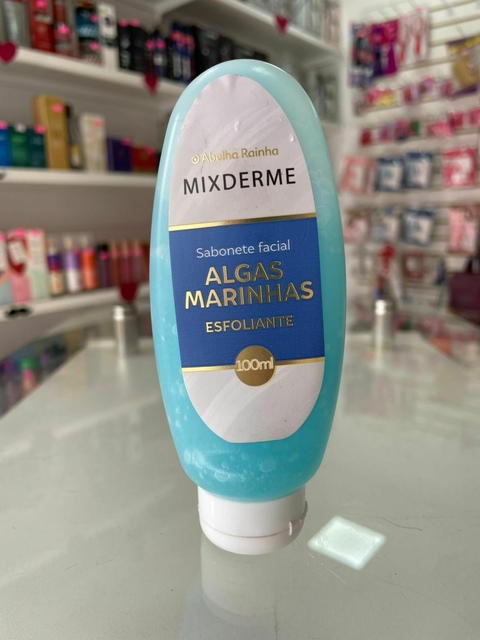 Abelha Rainha
MIXDERME
Sabonete facial
ALGAS
MARINHAS
ESFOLIANTE
100ml